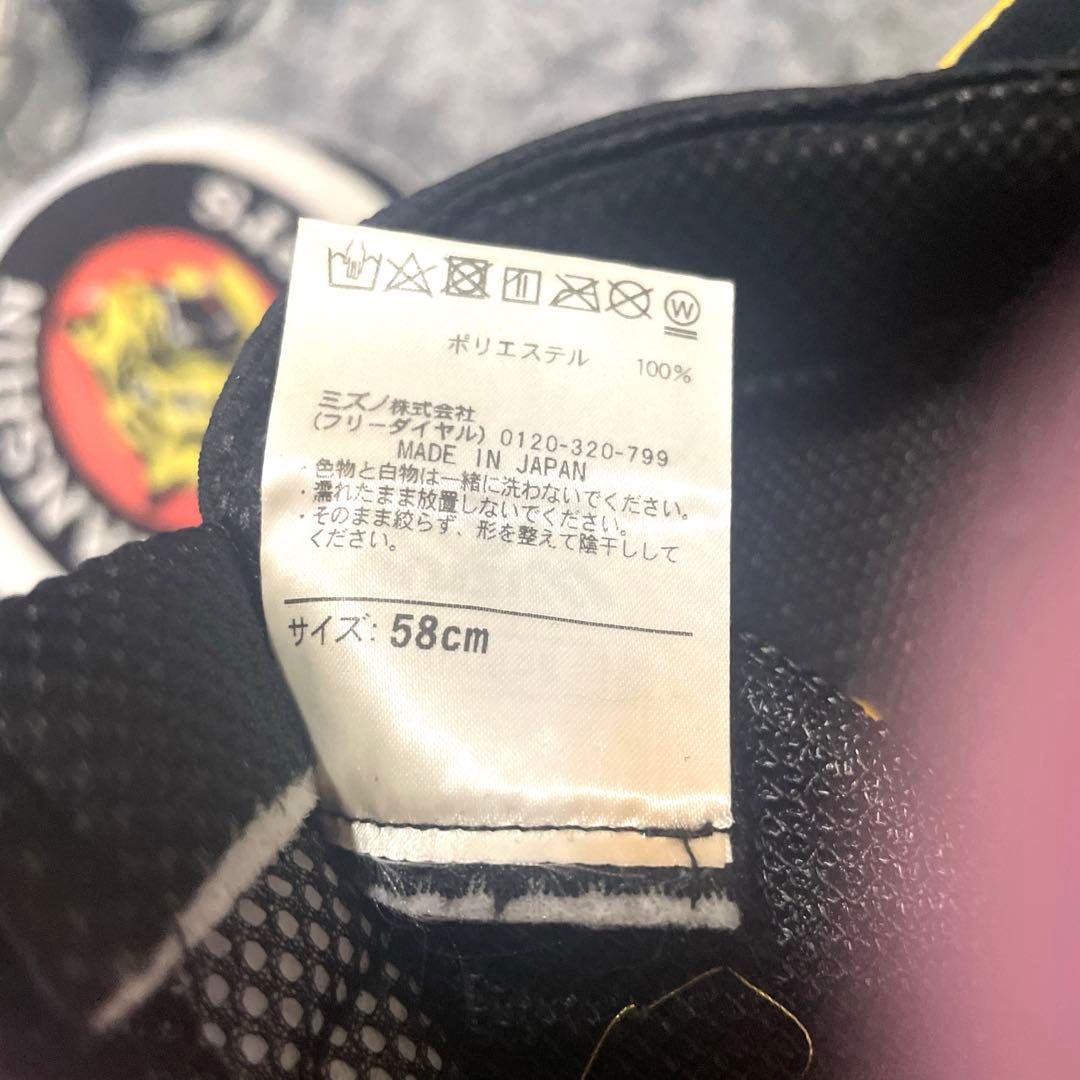 W
ポリエステル 100%
ミズノ株式会社
(フリーダイヤル) 0120-320-799
MADE IN JAPAN
・色物と白物は一緒に洗わないでください。
・濡れたまま放置しないでください。
・そのまま絞らず、形を整えて陰干しして
ください。
サイズ: 58cm